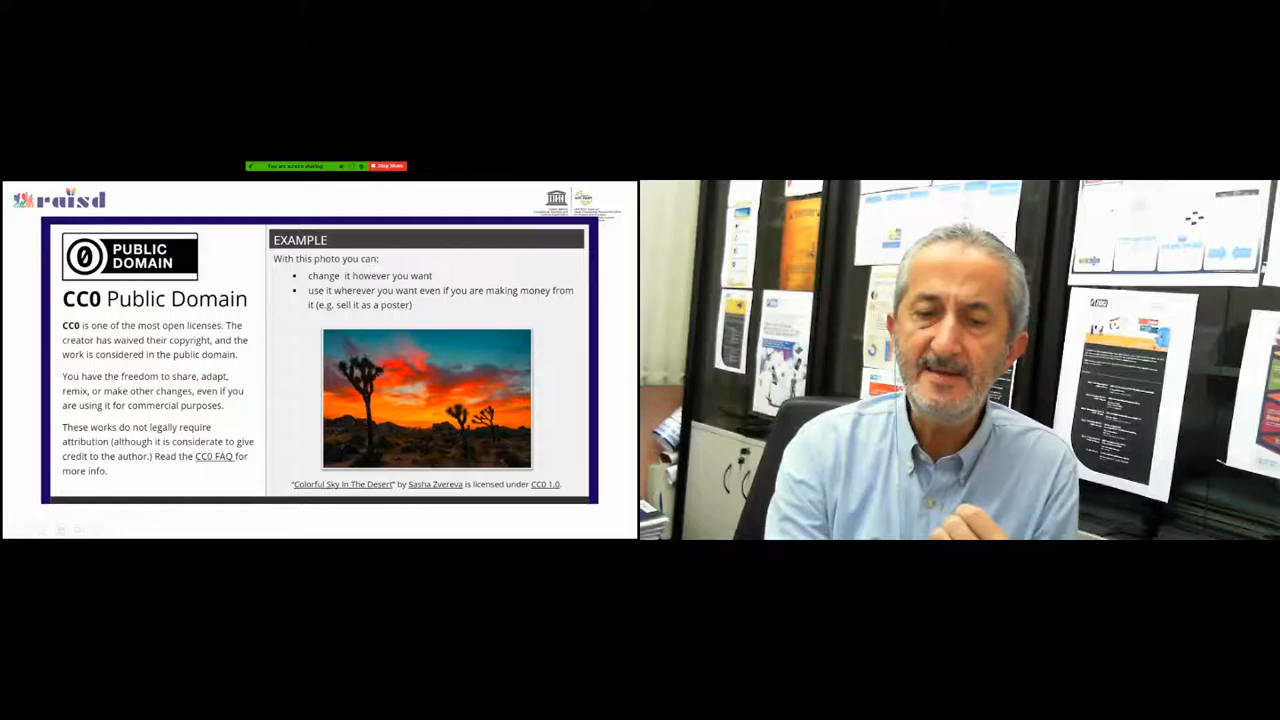 You are screen sharing
Stop Share
raisd
PUBLIC
DOMAIN
CC0 Public Domain
CC0 is one of the most open licenses. The
creator has waived their copyright, and the
work is considered in the public domain.
You have the freedom to share, adapt,
remix, or make other changes, even if you
are using it for commercial purposes.
These works do not legally require
attribution (although it is considerate to give
credit to the author.) Read the CC0 FAQ for
more info.
EXAMPLE
With this photo you can:
▪ change it however you want
▪ use it wherever you want even if you are making money from
it (e.g. sell it as a poster)
"Colorful Sky In The Desert" by Sasha Zvereva is licensed under CC0 1.0.